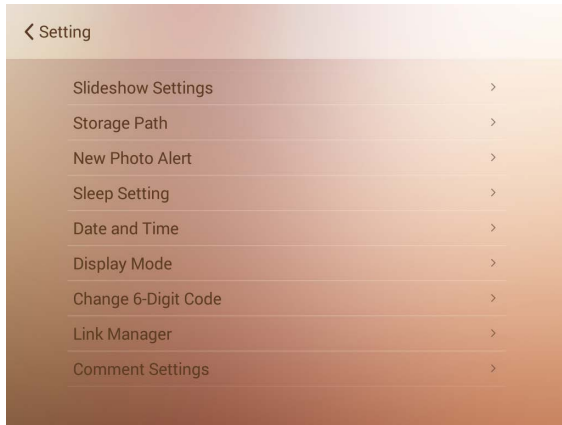 Setting
Slideshow Settings
Storage Path
New Photo Alert
Sleep Setting
Date and Time
Display Mode
Change 6-Digit Code
Link Manager
Comment Settings